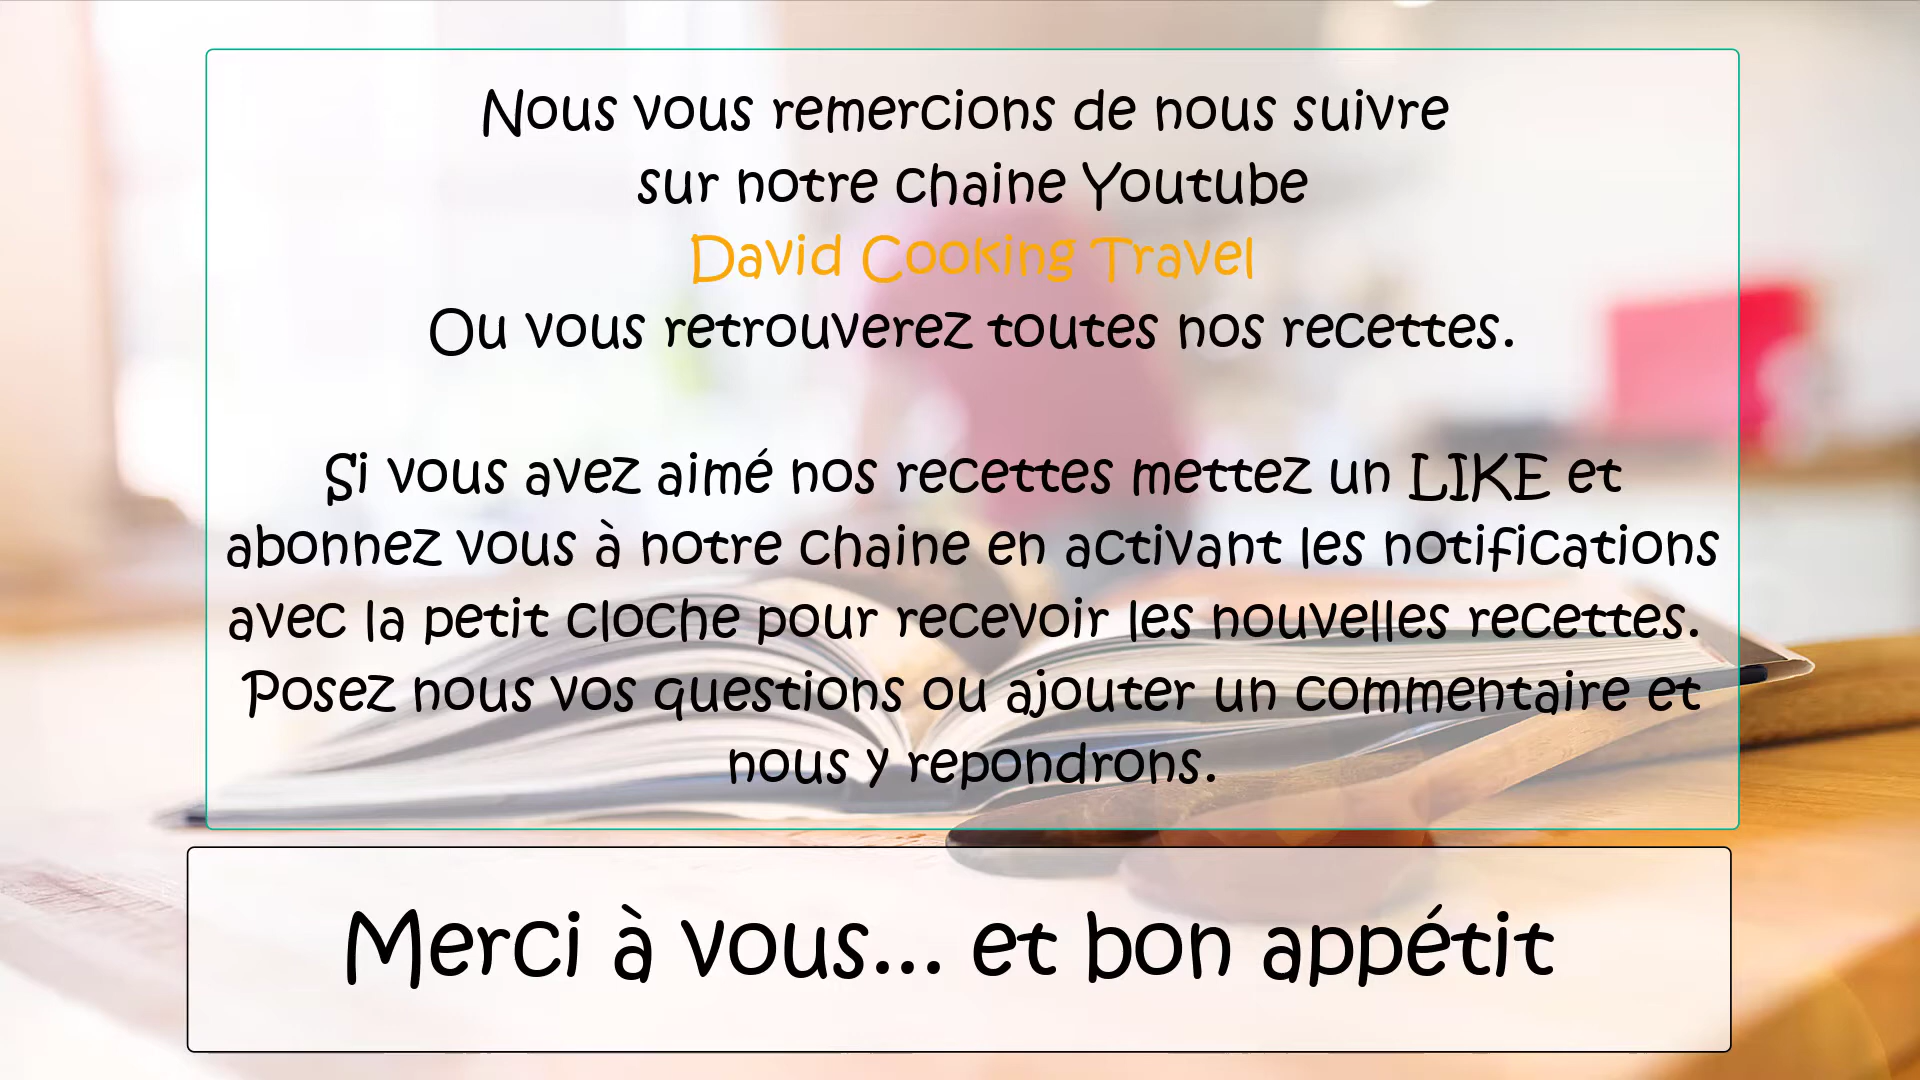 Nous vous remercions de nous suivre
sur notre chaine Youtube
David Cooking Travel
Ou vous retrouverez toutes nos recettes.
Si vous avez aimé nos recettes mettez un LIKE et
abonnez vous à notre chaine en activant les notifications
avec la petit cloche pour recevoir les nouvelles recettes.
Posez nous vos questions ou ajouter un commentaire et
nous y repondrons.
Merci à vous... et bon appétit